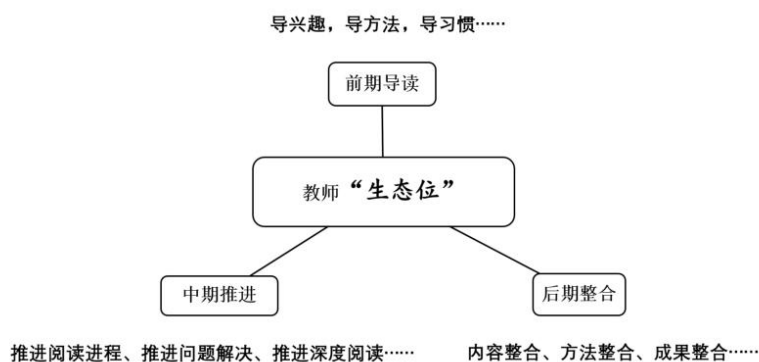 导兴趣，导方法，导习惯……
前期导读
教师“生态位”
中期推进
后期整合
推进阅读进程、推进问题解决、推进深度阅读……
内容整合、方法整合、成果整合……